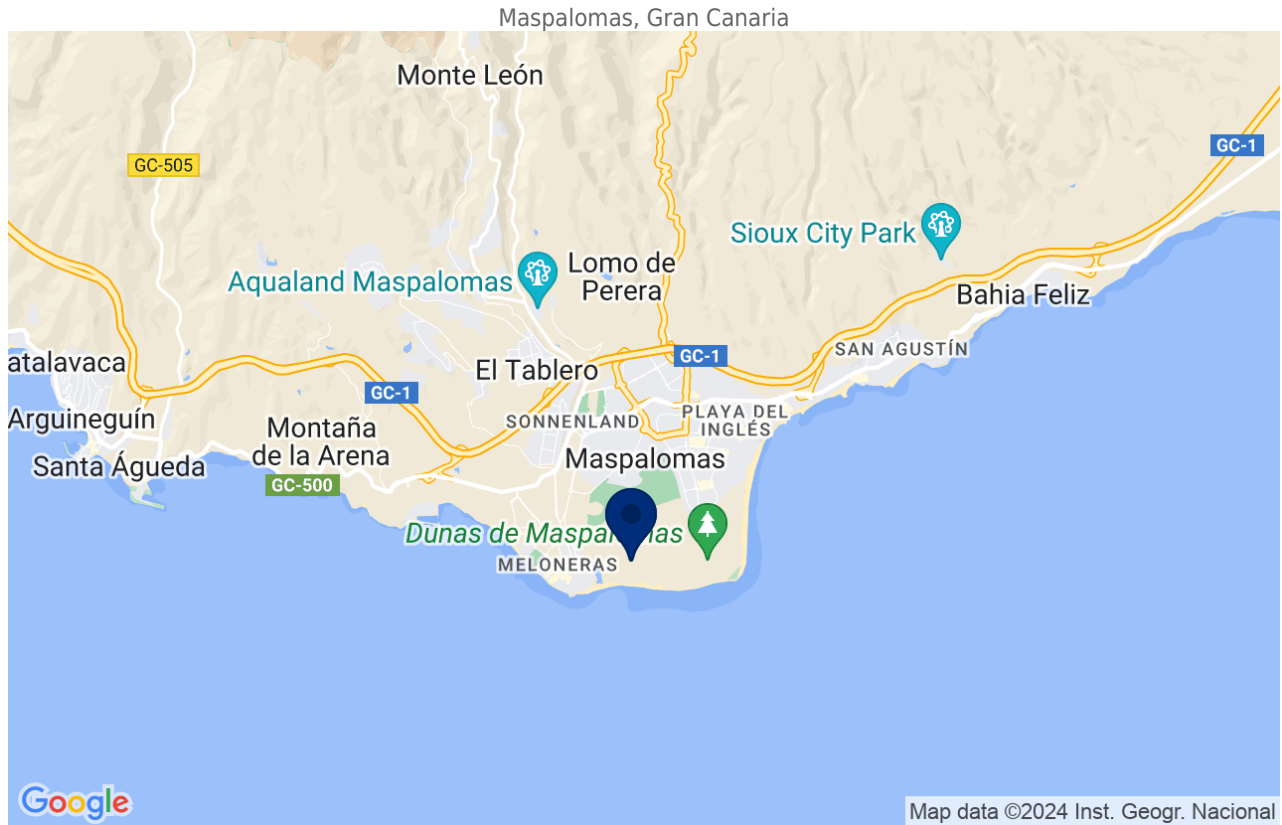 Maspalomas, Gran Canaria
Monte León
GC-1
GC-505
Sioux City Park
Lomo de
Perera
Aqualand Maspalomas
Bahia Feliz
SAN AGUSTÍN
GC-1
atalavaca
El Tablero
GC-1
PLAYA DEL
INGLÉS
Arguineguín
SONNENLAND
Montaña
de la Arena
Maspalomas
Santa Águeda
GC-500
Dunas de Maspal mas
MELONERAS
Google
Map data ©2024 Inst. Geogr. Nacional